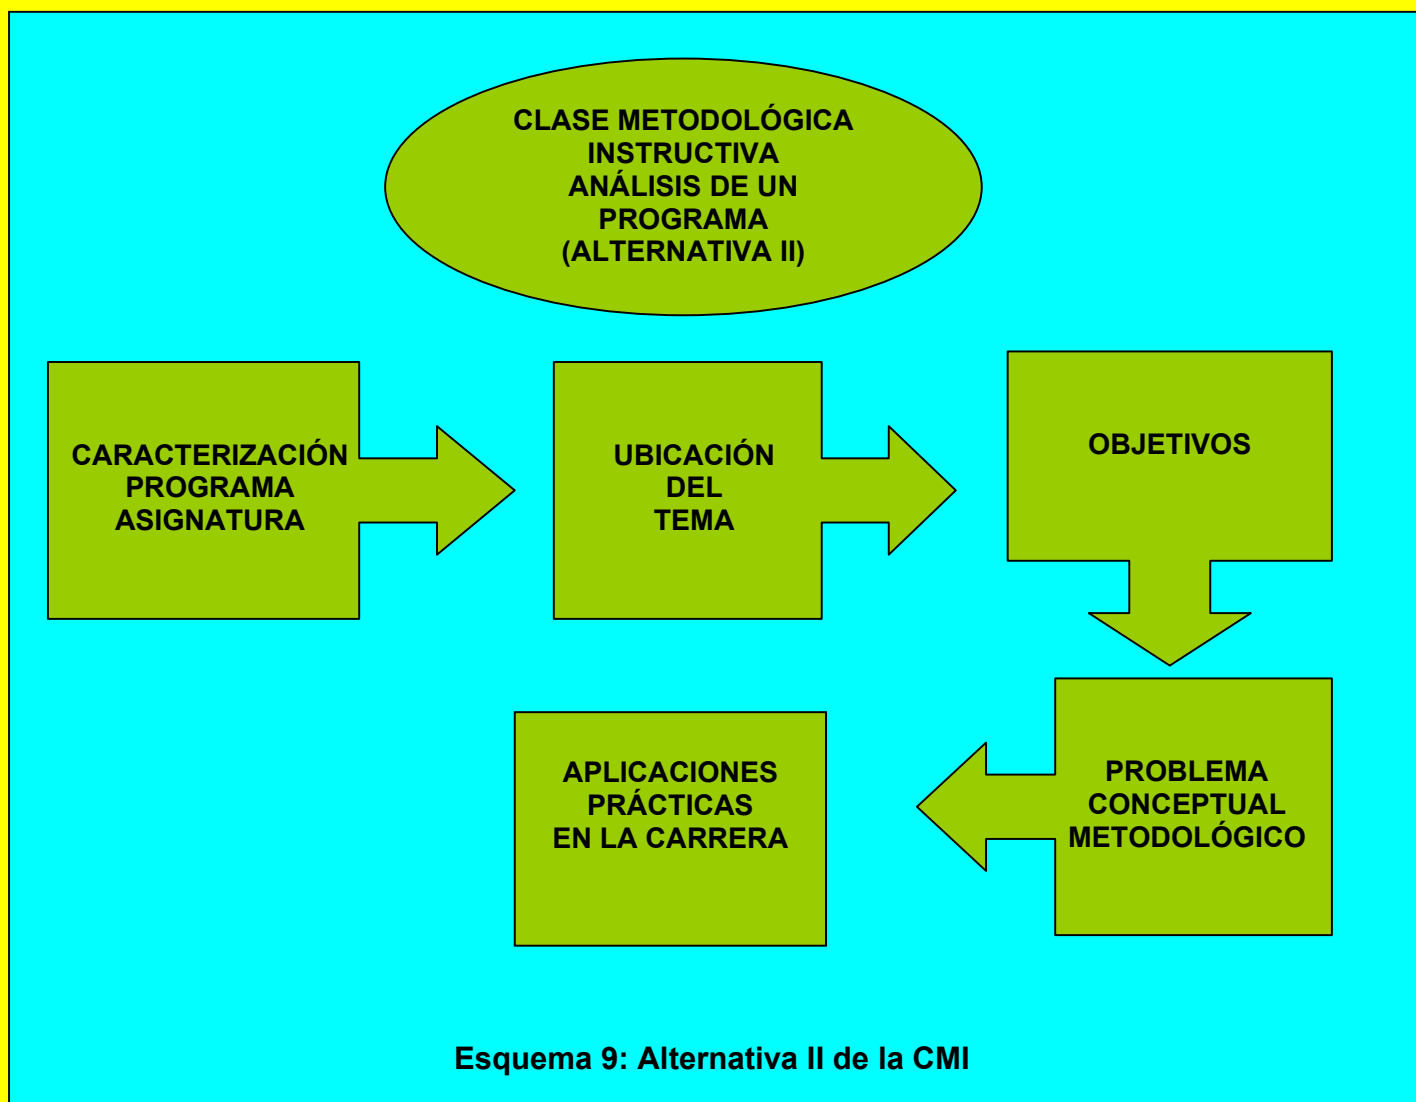 CLASE METODOLÓGICA
INSTRUCTIVA
ANÁLISIS DE UN
PROGRAMA
(ALTERNATIVA II)
CARACTERIZACIÓN
PROGRAMA
ASIGNATURA
UBICACIÓN
DEL
TEMA
OBJETIVOS
PROBLEMA
CONCEPTUAL
METODOLÓGICO
APLICACIONES
PRÁCTICAS
EN LA CARRERA
Esquema 9: Alternativa II de la CMI